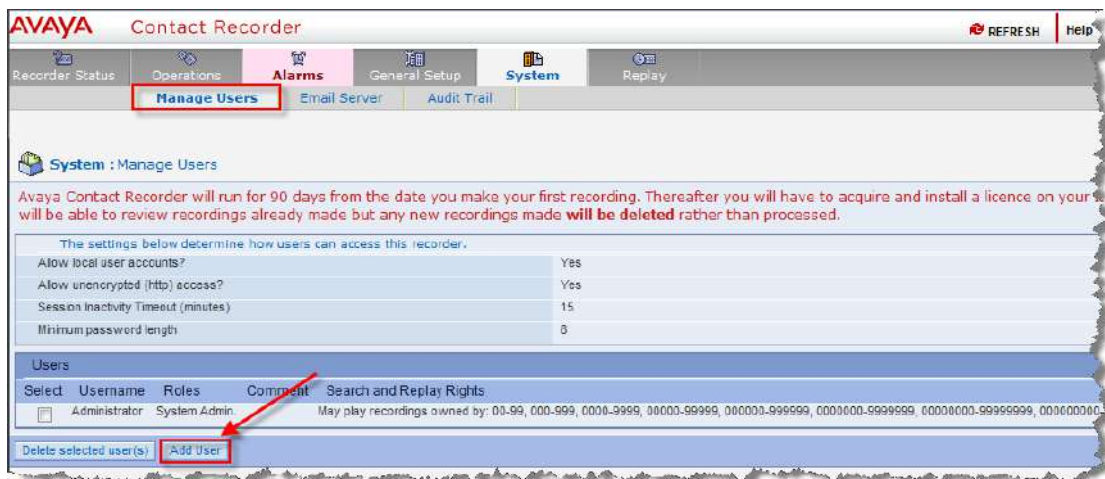 AVAYA Contact Recorder REFRESH Help
Recorder Status Operations Alarms General Setup System Replay
Manage Users Email Server Audit Trail
System : Manage Users
Avaya Contact Recorder will run for 90 days from the date you make your first recording. Thereafter you will have to acquire and install a licence on your
will be able to review recordings already made but any new recordings made will be deleted rather than processed.
The settings below determine how users can access this recorder.
Allow local user accounts? Yes
Allow unencrypted (http) access? Yes
Session Inactivity Timeout (minutes) 15
Minimum password length
Users
Select Username Roles Comment Search and Replay Rights
Administrator System Admin. May play recordings owned by: 00-99, 000-999, 0000-9999, 00000-99999, 000000-999999, 0000000-9999999, 00000000-99999999, 000000000-
Delete selected user(s) Add User